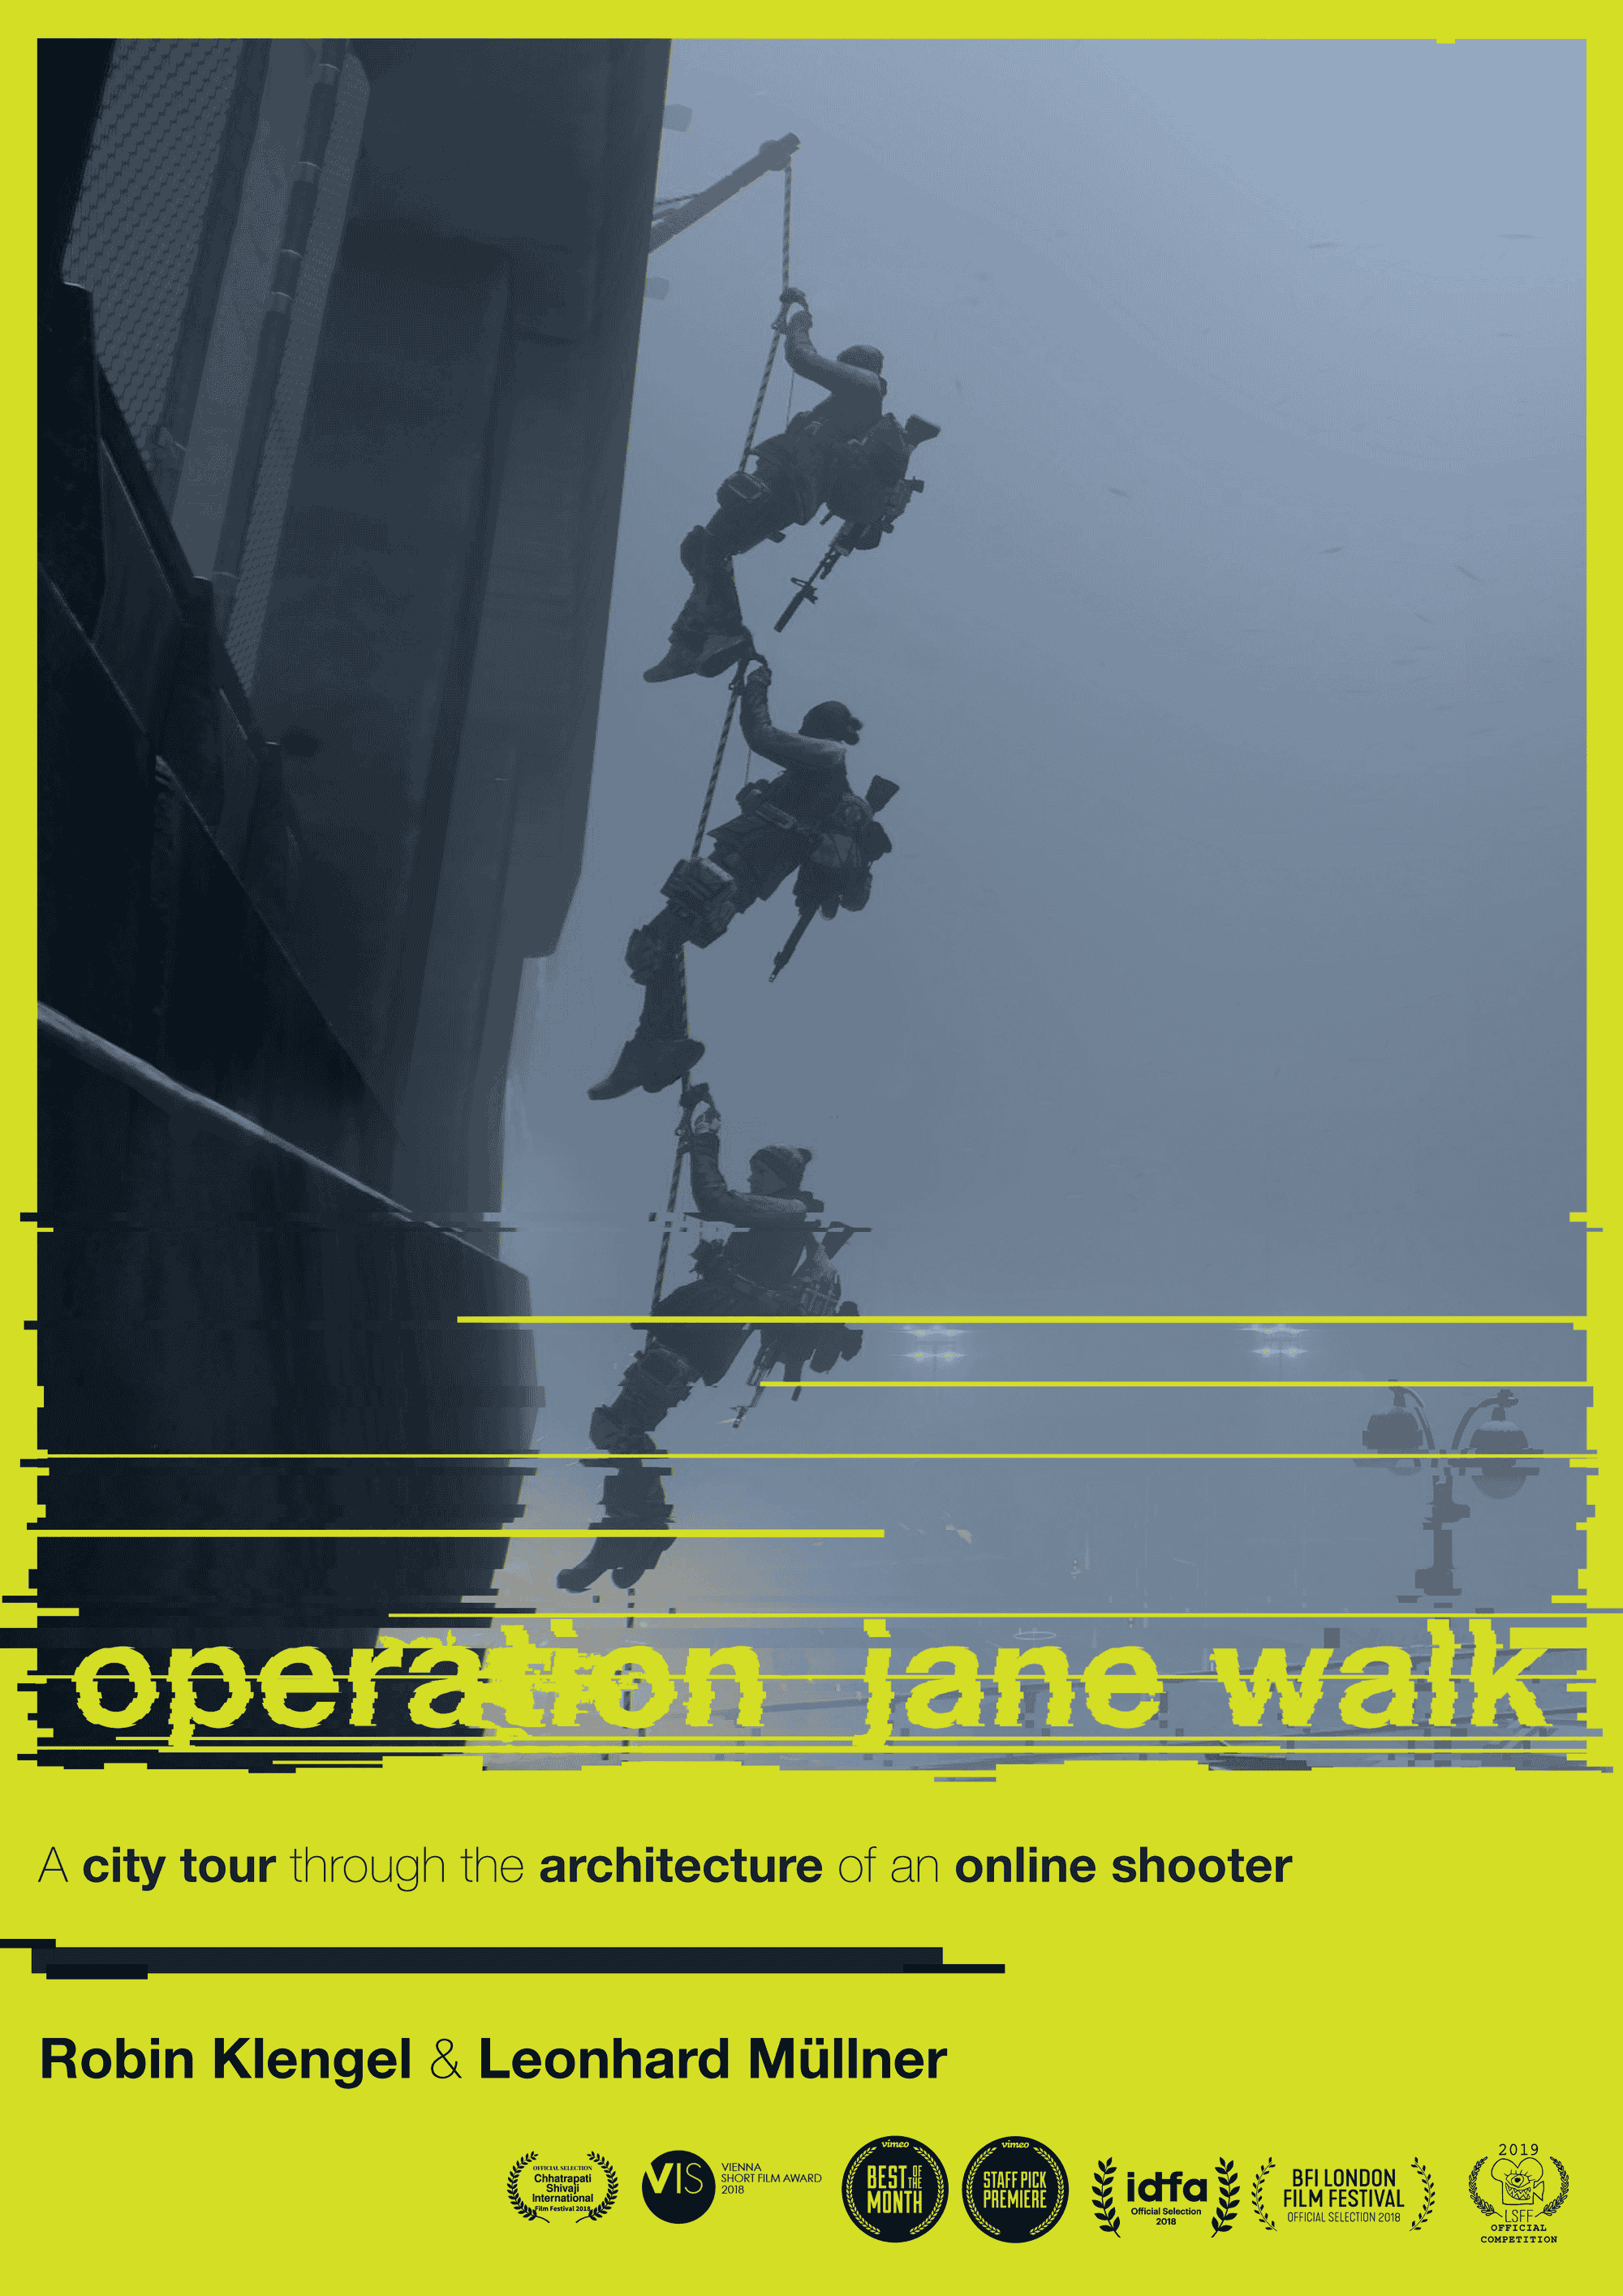 operation jane walk
A city tour through the architecture of an online shooter
Robin Klengel & Leonhard Müllner
OFFICIAL SELECTION
Chhatrapati
Shivaji
International
Film Festival 2018
VIS
VIENNA
SHORT FILM AWARD
2018
vimeo
BEST OF THE
MONTH
vimeo
STAFF PICK
PREMIERE
idfa
Official Selection
2018
BFI LONDON
FILM FESTIVAL
OFFICIAL SELECTION 2018
2019
LSFF
OFFICIAL
COMPETITION